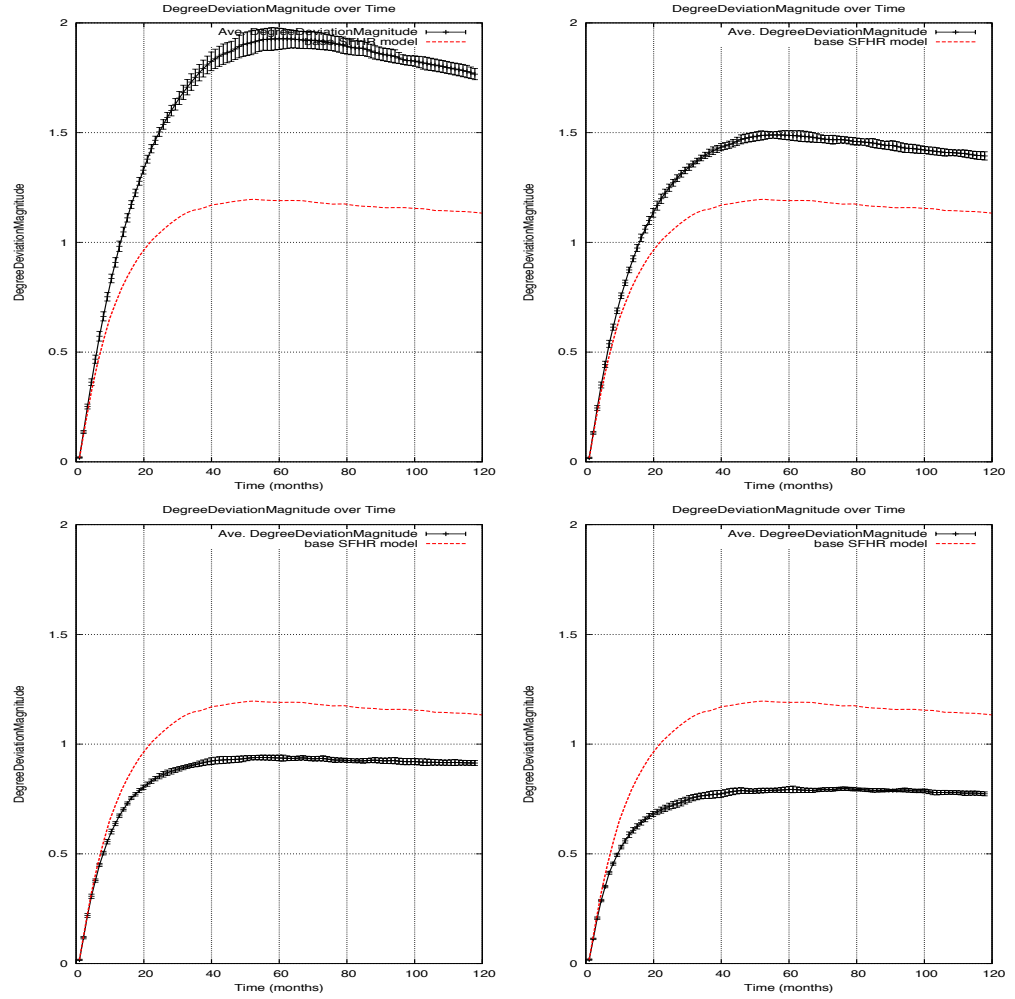 DegreeDeviationMagnitude over Time
Ave. DegreeDeviationMagnitude
base SFHR model
DegreeDeviationMagnitude
2
1.5
1
0.5
0
0 20 40 60 80 100 120
Time (months)
DegreeDeviationMagnitude over Time
Ave. DegreeDeviationMagnitude
base SFHR model
DegreeDeviationMagnitude
2
1.5
1
0.5
0
0 20 40 60 80 100 120
Time (months)
DegreeDeviationMagnitude over Time
Ave. DegreeDeviationMagnitude
base SFHR model
DegreeDeviationMagnitude
2
1.5
1
0.5
0
0 20 40 60 80 100 120
Time (months)
DegreeDeviationMagnitude over Time
Ave. DegreeDeviationMagnitude
base SFHR model
DegreeDeviationMagnitude
2
1.5
1
0.5
0
0 20 40 60 80 100 120
Time (months)